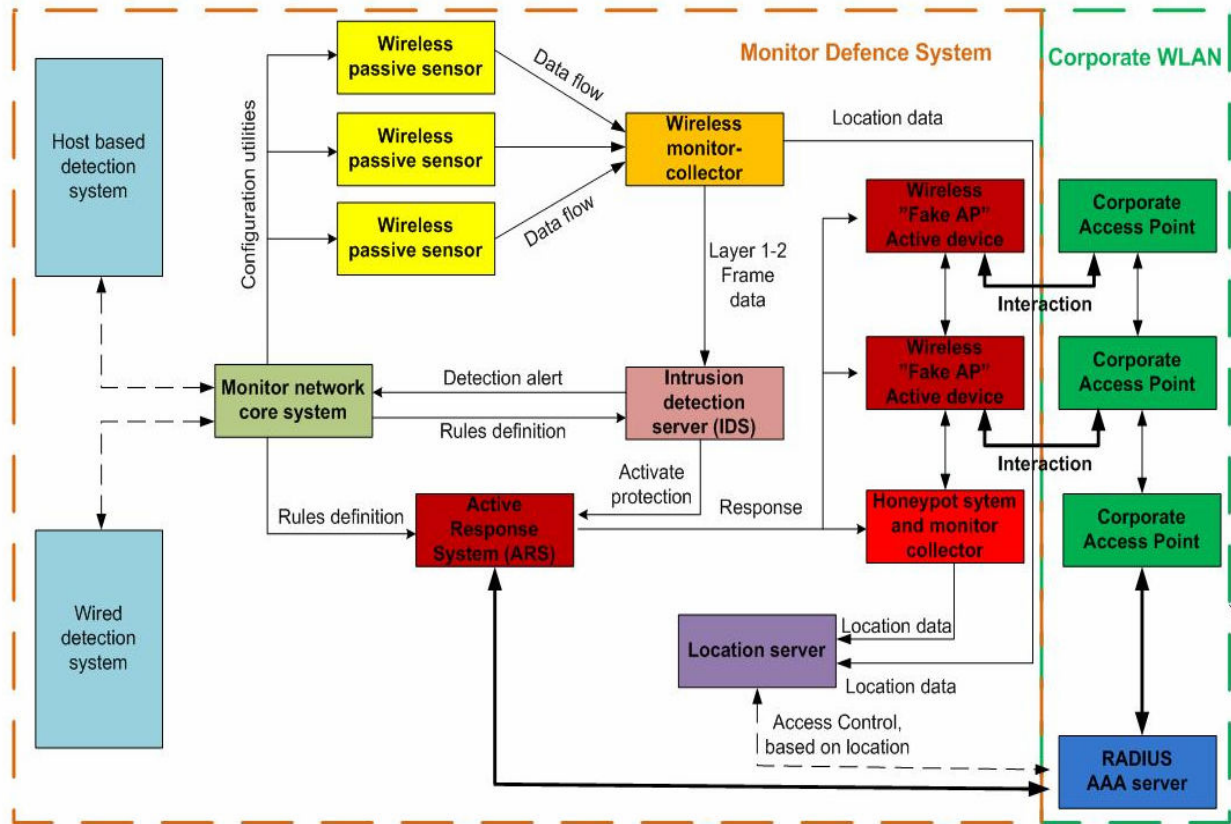 Monitor Defence System
Corporate WLAN
Host based
detection
system
Configuration utilities
Wireless
passive sensor
Wireless
passive sensor
Wireless
passive sensor
Data flow
Data flow
Wireless
monitor-
collector
Location data
Layer 1-2
Frame
data
Wireless
"Fake AP"
Active device
Corporate
Access Point
Interaction
Wireless
"Fake AP"
Active device
Corporate
Access Point
Interaction
Monitor network
core system
Detection alert
Rules definition
Intrusion
detection
server (IDS)
Activate
protection
Rules definition
Active
Response
System (ARS)
Response
Honeypot sytem
and monitor
collector
Corporate
Access Point
Wired
detection
system
Location data
Location server
Location data
Access Control,
based on location
RADIUS
AAA server